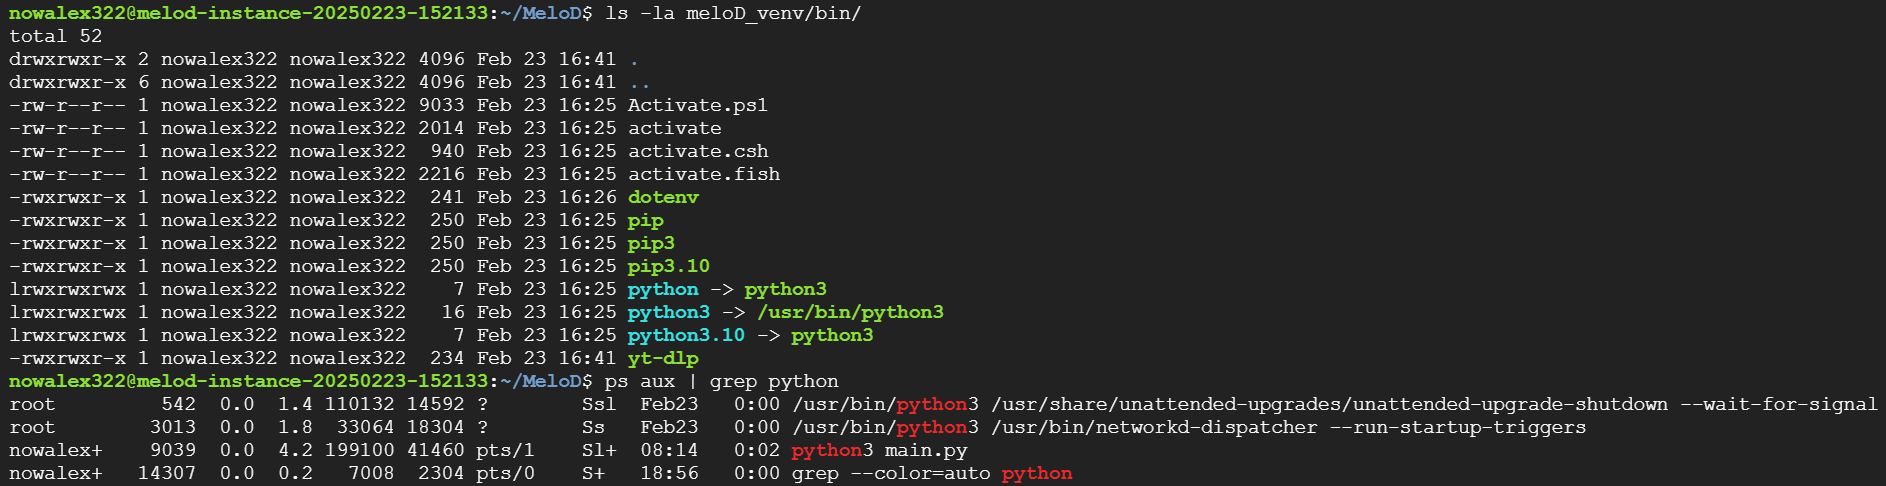 nowalex322@melod-instance-20250223-152133:~/MeloD$ ls -la meloD_venv/bin/
total 52
drwxrwxr-x 2 nowalex322 nowalex322 4096 Feb 23 16:41 .
drwxrwxr-x 6 nowalex322 nowalex322 4096 Feb 23 16:41 ..
-rw-r--r-- 1 nowalex322 nowalex322 9033 Feb 23 16:25 Activate.ps1
-rw-r--r-- 1 nowalex322 nowalex322 2014 Feb 23 16:25 activate
-rw-r--r-- 1 nowalex322 nowalex322  940 Feb 23 16:25 activate.csh
-rw-r--r-- 1 nowalex322 nowalex322 2216 Feb 23 16:25 activate.fish
-rwxrwxr-x 1 nowalex322 nowalex322  241 Feb 23 16:26 dotenv
-rwxrwxr-x 1 nowalex322 nowalex322  250 Feb 23 16:25 pip
-rwxrwxr-x 1 nowalex322 nowalex322  250 Feb 23 16:25 pip3
-rwxrwxr-x 1 nowalex322 nowalex322  250 Feb 23 16:25 pip3.10
lrwxrwxrwx 1 nowalex322 nowalex322    7 Feb 23 16:25 python -> python3
lrwxrwxrwx 1 nowalex322 nowalex322   16 Feb 23 16:25 python3 -> /usr/bin/python3
lrwxrwxrwx 1 nowalex322 nowalex322    7 Feb 23 16:25 python3.10 -> python3
-rwxrwxr-x 1 nowalex322 nowalex322  234 Feb 23 16:41 yt-dlp
nowalex322@melod-instance-20250223-152133:~/MeloD$ ps aux | grep python
root         542  0.0  1.4 110132 14592 ?        Ssl  Feb23   0:00 /usr/bin/python3 /usr/share/unattended-upgrades/unattended-upgrade-shutdown --wait-for-signal
root        3013  0.0  1.8  33064 18304 ?        Ss   Feb23   0:00 /usr/bin/python3 /usr/bin/networkd-dispatcher --run-startup-triggers
nowalex+    9039  0.0  4.2 199100 41460 pts/1    Sl+  08:14   0:02 python3 main.py
nowalex+   14307  0.0  0.2   7008  2304 pts/0    S+   18:56   0:00 grep --color=auto python